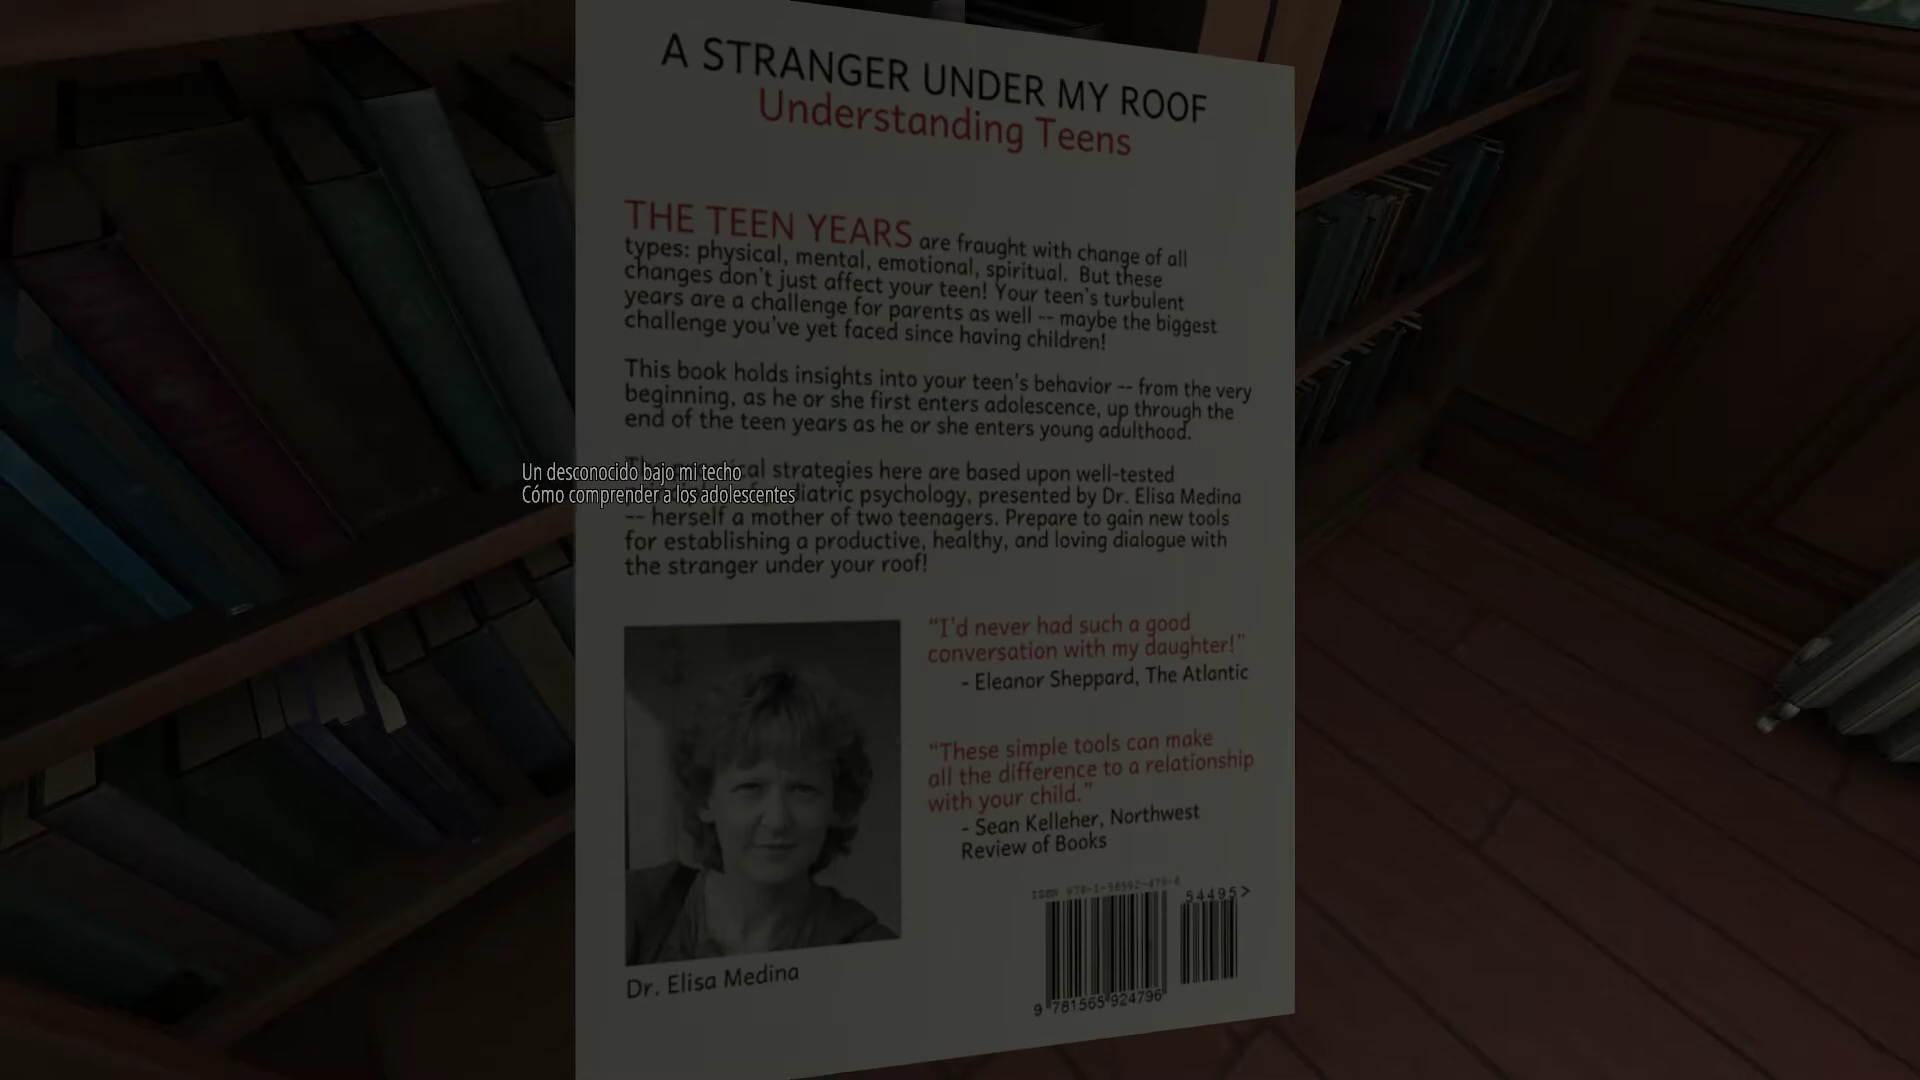 A STRANGER UNDER MY ROOF
Understanding Teens
THE TEEN YEARS are fraught with change of all
types: physical, mental, emotional, spiritual. But these
changes don't just affect your teen! Your teen's turbulent
years are a challenge for parents as well -- maybe the biggest
challenge you've yet faced since having children!
This book holds insights into your teen's behavior -- from the very
beginning, as he or she first enters adolescence, up through the
end of the teen years as he or she enters young adulthood.
Un desconocido bajo mi techo
Cómo comprender a los adolescentes
strategies here are based upon well-tested
psychology, presented by Dr. Elisa Medina
-- herself a mother of two teenagers. Prepare to gain new tools
for establishing a productive, healthy, and loving dialogue with
the stranger under your roof!
"I'd never had such a good
conversation with my daughter!"
- Eleanor Sheppard, The Atlantic
"These simple tools can make
all the difference to a relationship
with your child."
- Sean Kelleher, Northwest
Review of Books
Dr. Elisa Medina
ISBN 978-1-56592-479-6
54495>
9 781565 924796